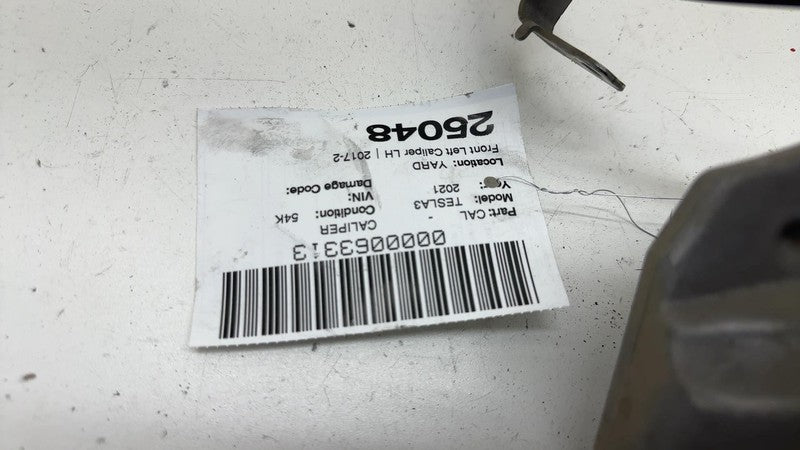 0000063313
Part: CAL - CALIPER
Model: TESLA3 Condition: 54K
Year: 2021 VIN:
Location: YARD Damage Code:
Front Left Caliper LH | 2017-2
25048